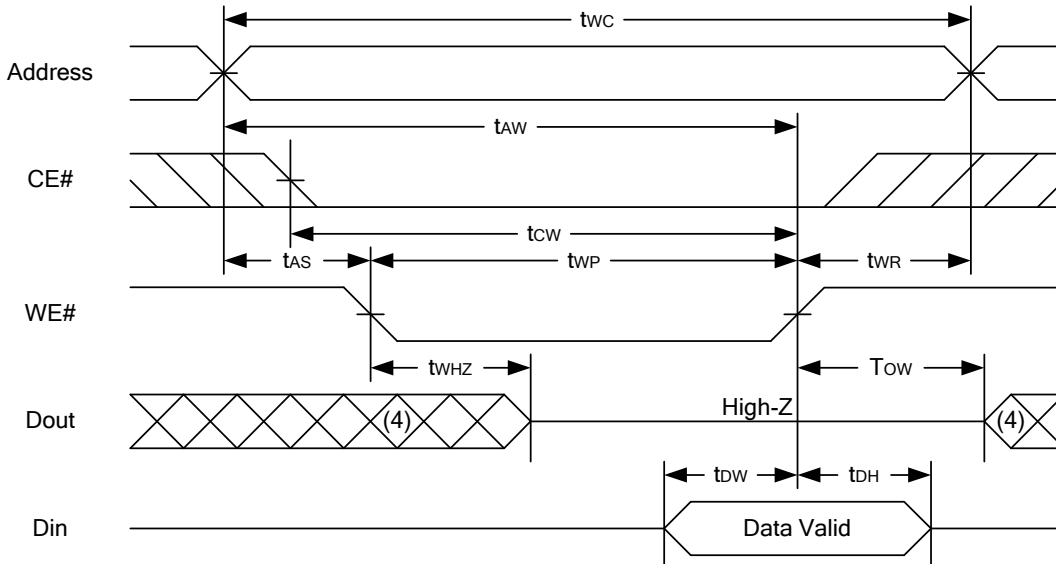 tWC
Address
tAW
CE#
tCW
tAS
tWP
tWR
WE#
tWHZ
TOW
Dout
(4)
High-Z
(4)
tDW
tDH
Din
Data Valid